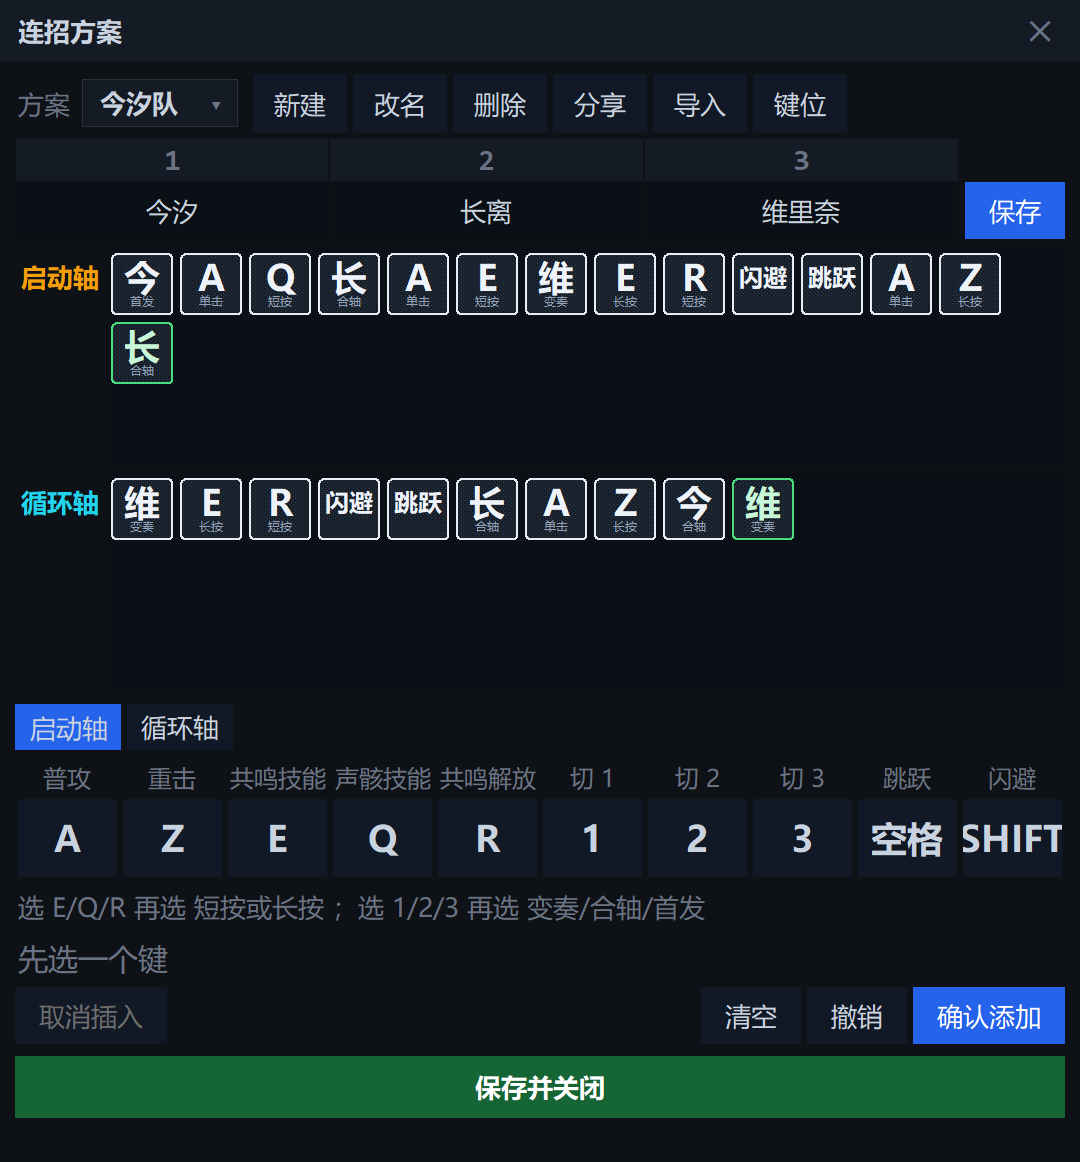 连招方案
方案 今汐队 新建 改名 删除 分享 导入 键位
1 2 3
今汐 长离 维里奈 保存
启动轴 今 A Q 长 A E 维 E R 闪避 跳跃 A Z
首发 单击 短按 合轴 单击 短按 变奏 长按 短按 单击 长按
长
合轴
循环轴 维 E R 闪避 跳跃 长 A Z 今 维
变奏 长按 短按 合轴 单击 长按 合轴 变奏
启动轴 循环轴
普攻 重击 共鸣技能 声骸技能 共鸣解放 切 1 切 2 切 3 跳跃 闪避
A Z E Q R 1 2 3 空格 SHIFT
选 E/Q/R 再选 短按或长按 ；选 1/2/3 再选 变奏/合轴/首发
先选一个键
取消插入 清空 撤销 确认添加
保存并关闭